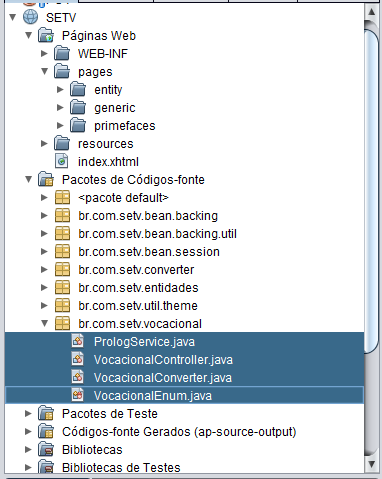 SETV
Páginas Web
WEB-INF
pages
entity
generic
primefaces
resources
index.xhtml
Pacotes de Códigos-fonte
<pacote default>
br.com.setv.bean.backing
br.com.setv.bean.backing.util
br.com.setv.bean.session
br.com.setv.converter
br.com.setv.entidades
br.com.setv.util.theme
br.com.setv.vocacional
PrologService.java
VocacionalController.java
VocacionalConverter.java
VocacionalEnum.java
Pacotes de Teste
Códigos-fonte Gerados (ap-source-output)
Bibliotecas
Bibliotecas de Testes